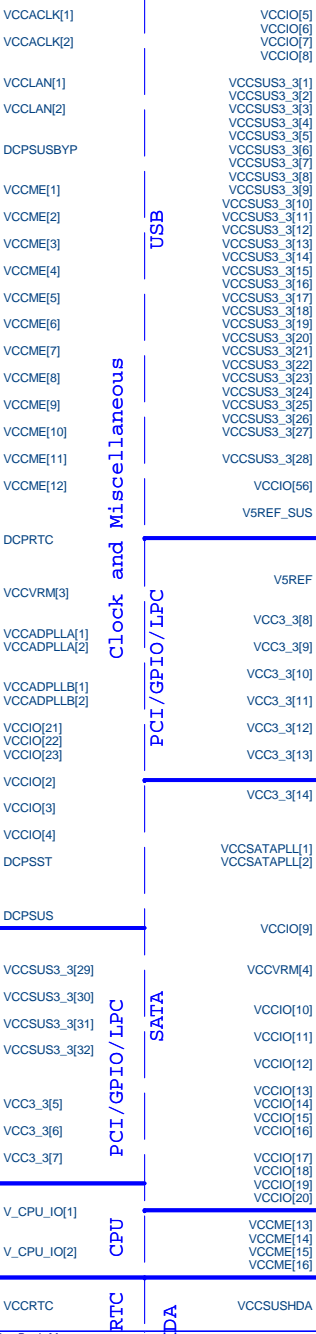 VCCACLK[1]
VCCACLK[2]
VCCLAN[1]
VCCLAN[2]
DCPSUSBYP
VCCME[1]
VCCME[2]
VCCME[3]
VCCME[4]
VCCME[5]
VCCME[6]
VCCME[7]
VCCME[8]
VCCME[9]
VCCME[10]
VCCME[11]
VCCME[12]
DCPRTC
VCCVRM[3]
VCCADPLLA[1]
VCCADPLLA[2]
VCCADPLLB[1]
VCCADPLLB[2]
VCCIO[21]
VCCIO[22]
VCCIO[23]
VCCIO[2]
VCCIO[3]
VCCIO[4]
DCPSST
DCPSUS
Clock and Miscellaneous
VCCSUS3_3[29]
VCCSUS3_3[30]
VCCSUS3_3[31]
VCCSUS3_3[32]
VCC3_3[5]
VCC3_3[6]
VCC3_3[7]
PCI/GPIO/LPC
V_CPU_IO[1]
V_CPU_IO[2]
CPU
VCCRTC
RTC
VCCIO[5]
VCCIO[6]
VCCIO[7]
VCCIO[8]
VCCSUS3_3[1]
VCCSUS3_3[2]
VCCSUS3_3[3]
VCCSUS3_3[4]
VCCSUS3_3[5]
VCCSUS3_3[6]
VCCSUS3_3[7]
VCCSUS3_3[8]
VCCSUS3_3[9]
VCCSUS3_3[10]
VCCSUS3_3[11]
VCCSUS3_3[12]
VCCSUS3_3[13]
VCCSUS3_3[14]
VCCSUS3_3[15]
VCCSUS3_3[16]
VCCSUS3_3[17]
VCCSUS3_3[18]
VCCSUS3_3[19]
VCCSUS3_3[20]
VCCSUS3_3[21]
VCCSUS3_3[22]
VCCSUS3_3[23]
VCCSUS3_3[24]
VCCSUS3_3[25]
VCCSUS3_3[26]
VCCSUS3_3[27]
VCCSUS3_3[28]
VCCIO[56]
V5REF_SUS
USB
V5REF
VCC3_3[8]
VCC3_3[9]
VCC3_3[10]
VCC3_3[11]
VCC3_3[12]
VCC3_3[13]
PCI/GPIO/LPC
VCC3_3[14]
VCCSATAPLL[1]
VCCSATAPLL[2]
VCCIO[9]
VCCVRM[4]
VCCIO[10]
VCCIO[11]
VCCIO[12]
VCCIO[13]
VCCIO[14]
VCCIO[15]
VCCIO[16]
VCCIO[17]
VCCIO[18]
VCCIO[19]
VCCIO[20]
SATA
VCCME[13]
VCCME[14]
VCCME[15]
VCCME[16]
VCCSUSHDA